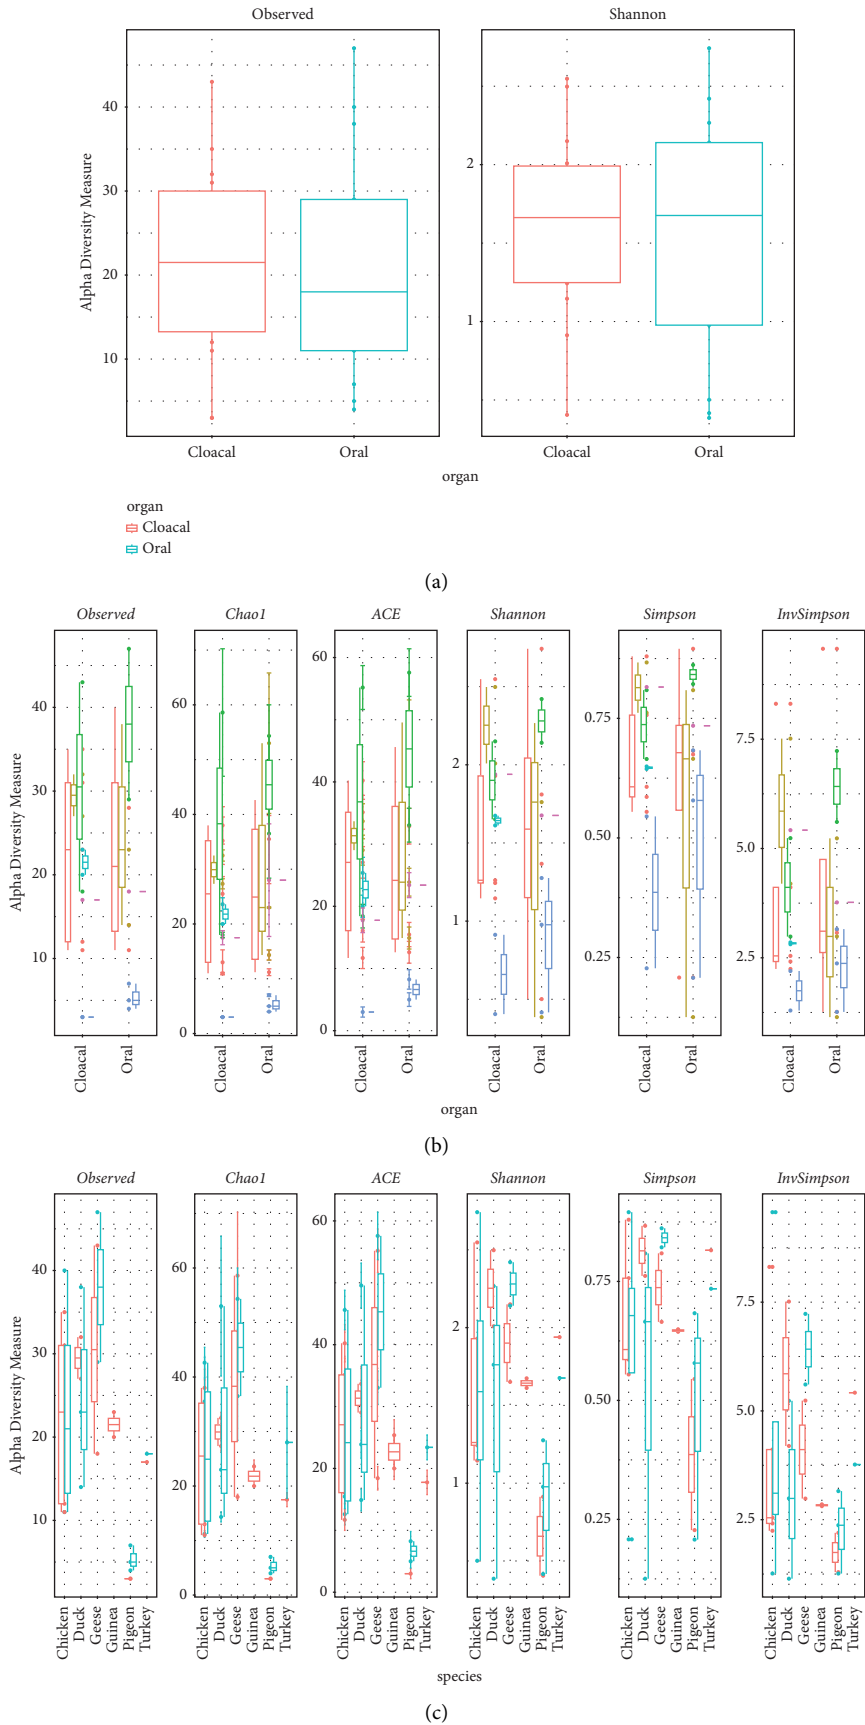 Observed Shannon
Alpha Diversity Measure
40
30
20
10
2
1
Cloacal Oral Cloacal Oral
organ
organ
Cloacal
Oral
(a)
Observed Chao1 ACE Shannon Simpson InvSimpson
Alpha Diversity Measure
40
30
20
10
60
40
20
0
60
40
20
0
2
1
0.75
0.50
0.25
7.5
5.0
2.5
Cloacal Oral Cloacal Oral Cloacal Oral Cloacal Oral Cloacal Oral Cloacal Oral
organ
(b)
Observed Chao1 ACE Shannon Simpson InvSimpson
Alpha Diversity Measure
40
30
20
10
60
40
20
0
60
40
20
0
2
1
0.75
0.50
0.25
7.5
5.0
2.5
Chicken Duck Geese Guinea Pigeon Turkey Chicken Duck Geese Guinea Pigeon Turkey Chicken Duck Geese Guinea Pigeon Turkey Chicken Duck Geese Guinea Pigeon Turkey Chicken Duck Geese Guinea Pigeon Turkey Chicken Duck Geese Guinea Pigeon Turkey
species
(c)